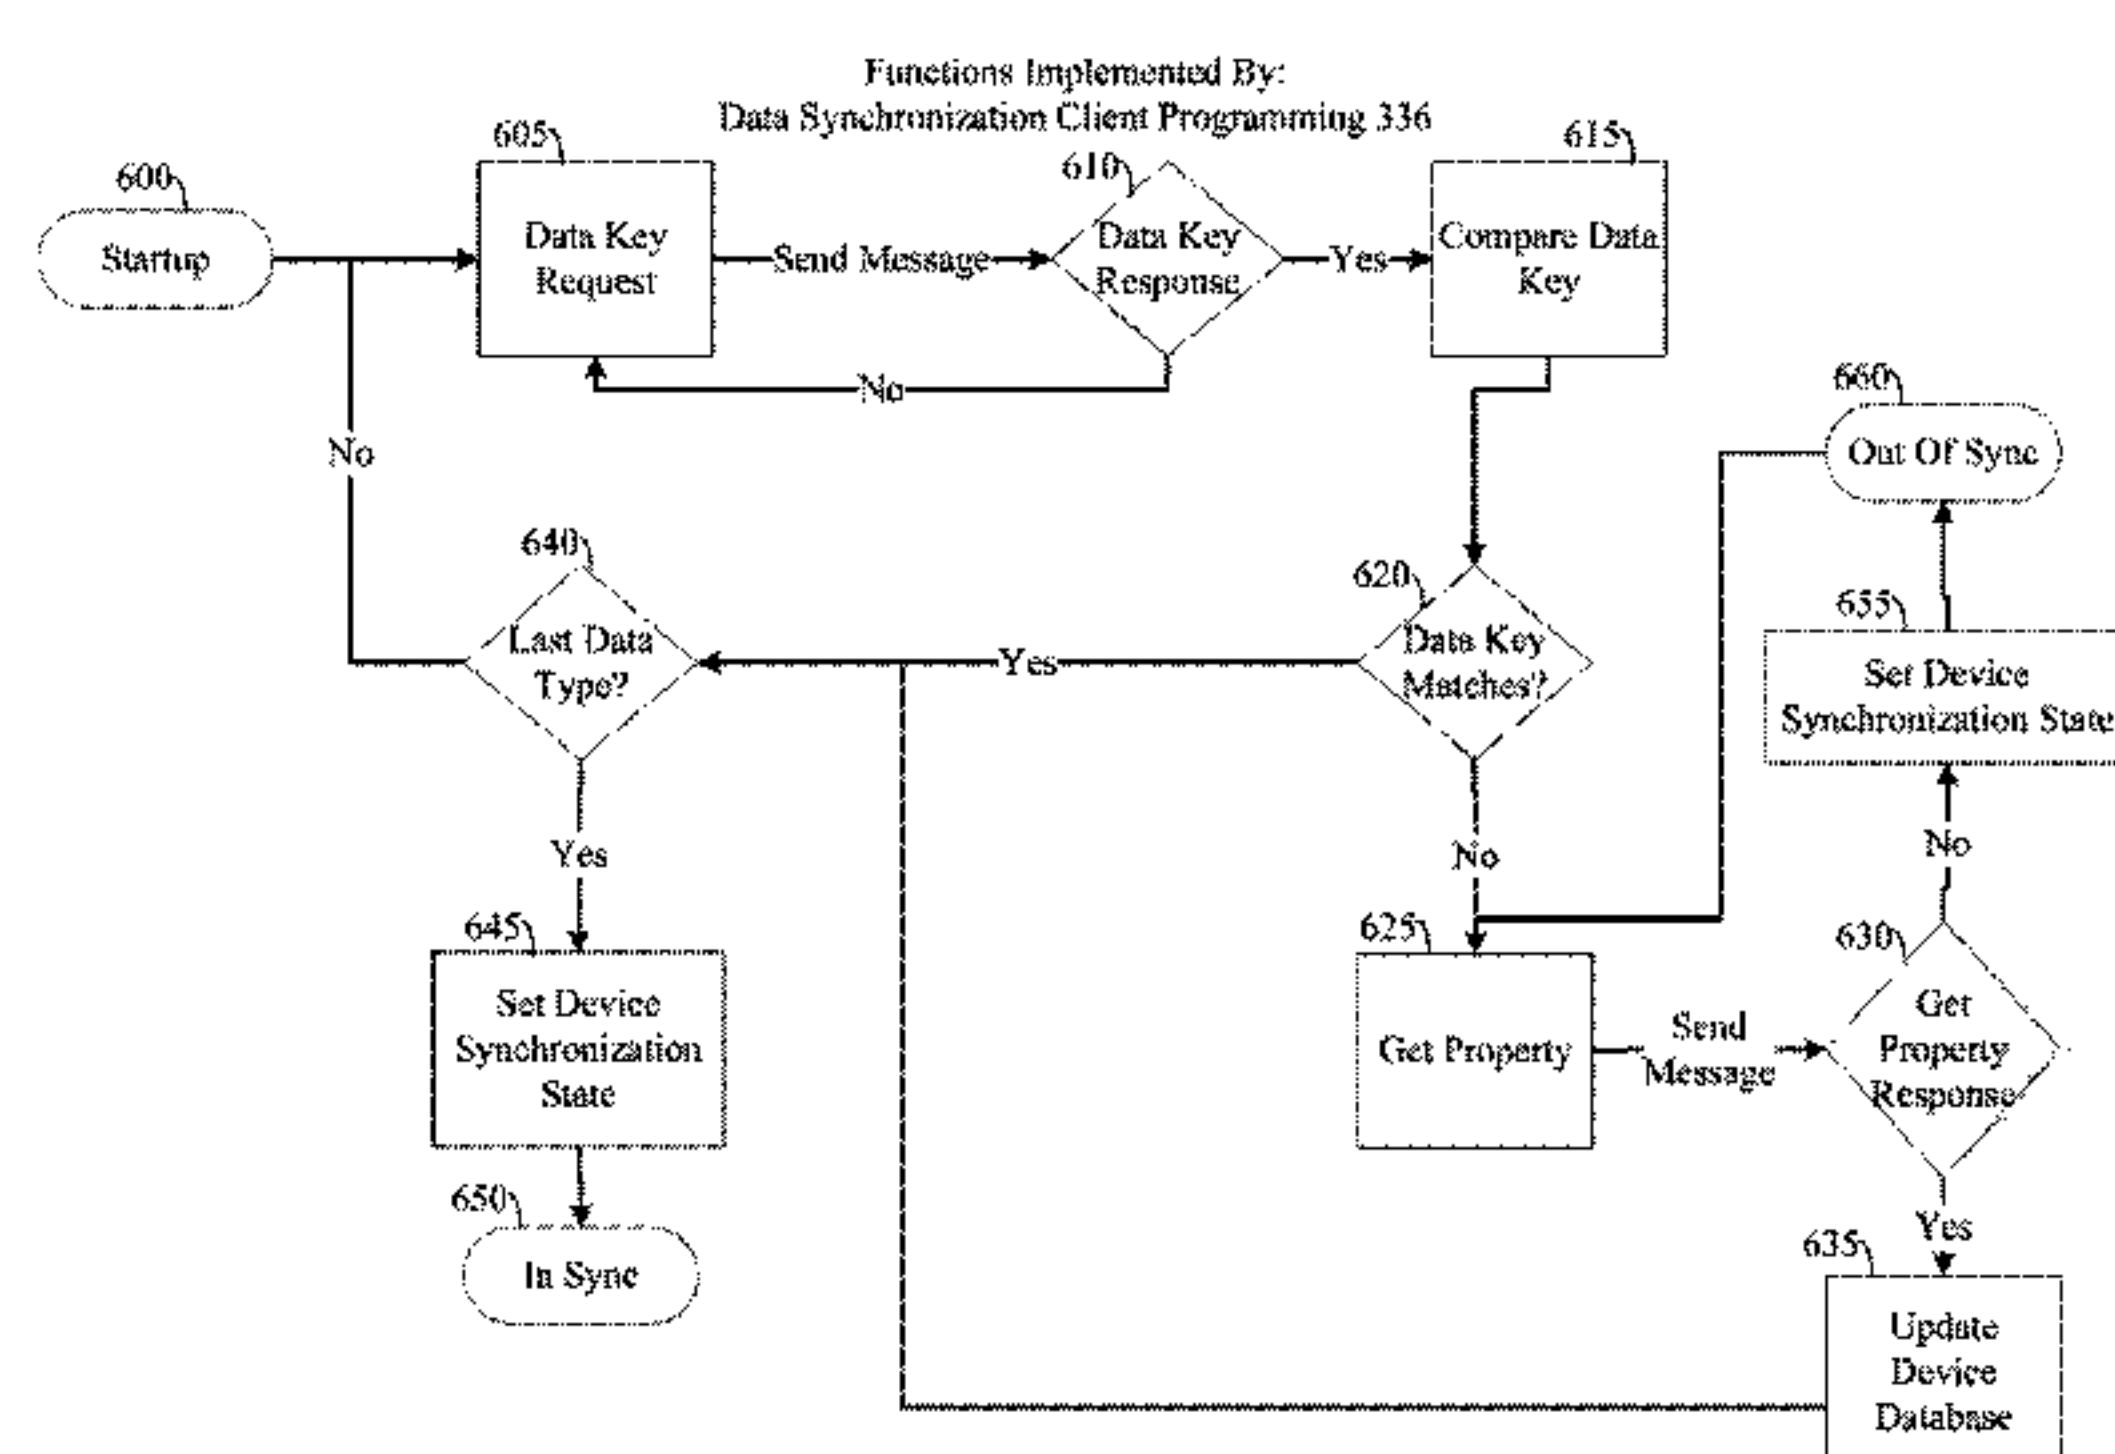 Functions Implemented By:
Data Synchronization Client Programming 336
600
Startup
605
Data Key
Request
Send Message
610
Data Key
Response
Yes
615
Compare Data
Key
No
No
660
Out Of Sync
640
Last Data
Type?
Yes
620
Data Key
Matches?
655
Set Device
Synchronization State
Yes
No
No
645
Set Device
Synchronization
State
625
Get Property
Send
Message
630
Get
Property
Response
650
In Sync
Yes
635
Update
Device
Database